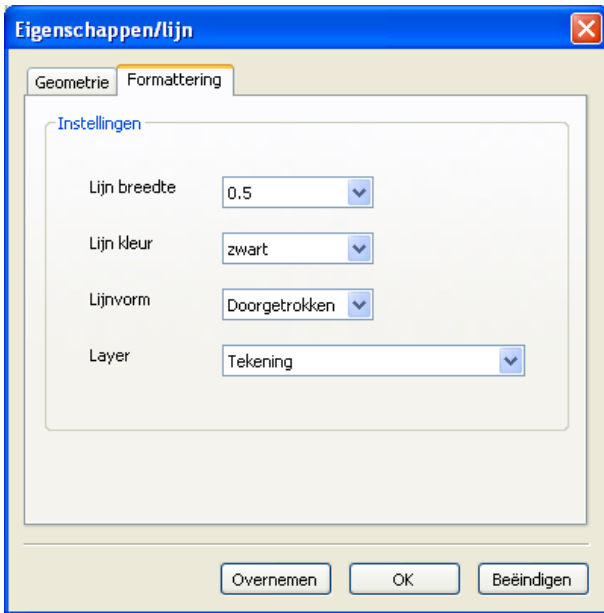 Eigenschappen/lijn
Geometrie Formattering
Instellingen
Lijn breedte 0.5
Lijn kleur zwart
Lijnvorm Doorgetrokken
Layer Tekening
Overnemen OK Beëindigen